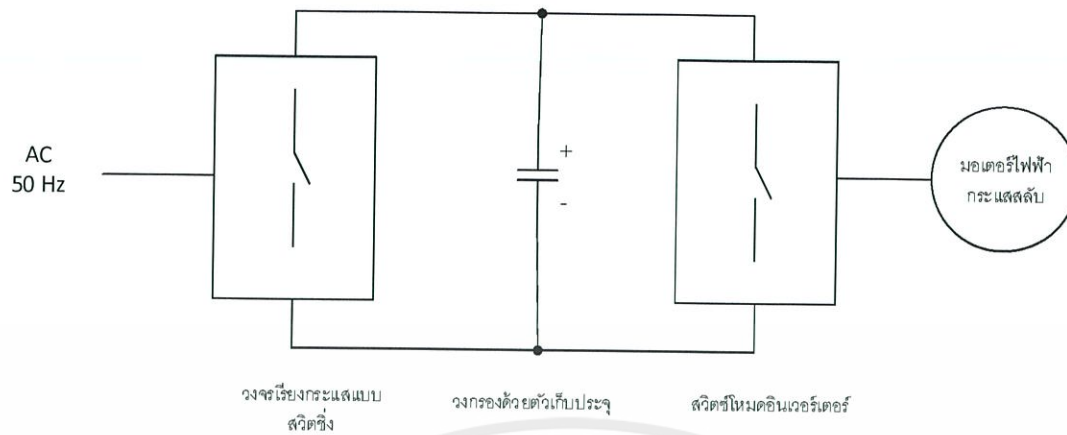 AC
50 Hz
+
-
มอเตอร์ไฟฟ้า
กระแสสลับ
วงจรเรียงกระแสแบบ
สวิตชิ่ง
วงกรองด้วยตัวเก็บประจุ
สวิตซ์โหมดอินเวอร์เตอร์